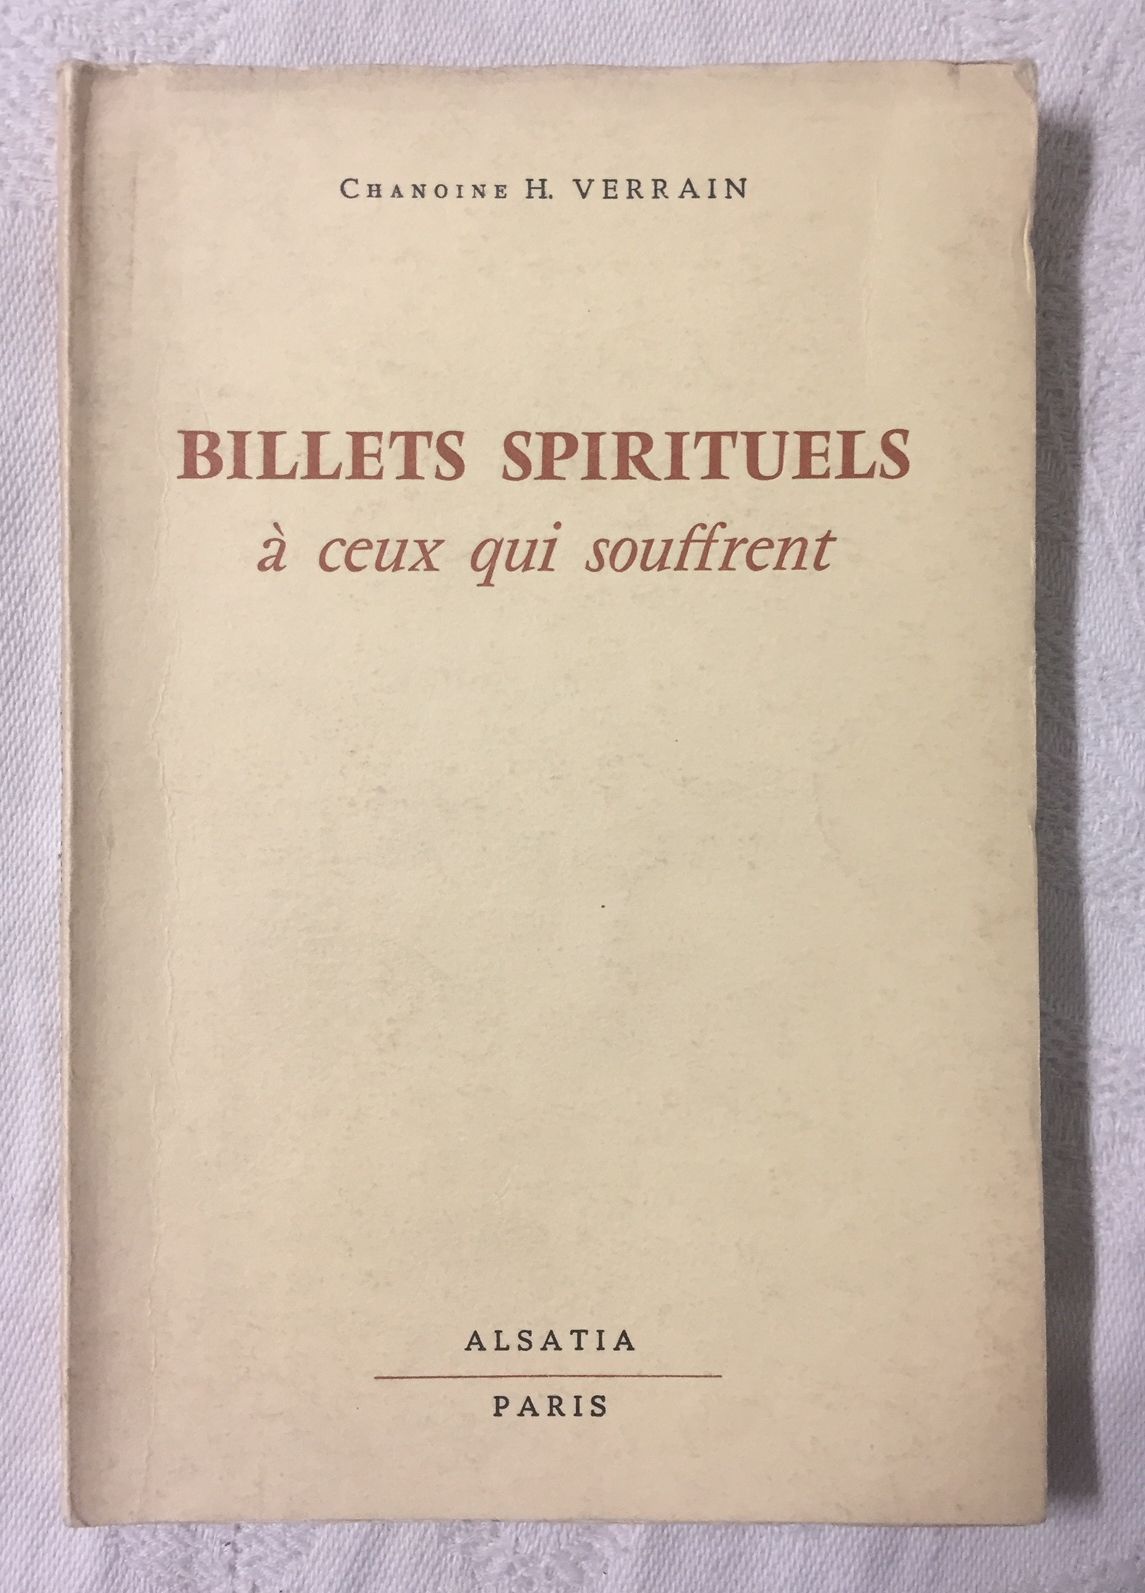 Chanoine H. VERRAIN
BILLETS SPIRITUELS
à ceux qui souffrent
ALSATIA
PARIS